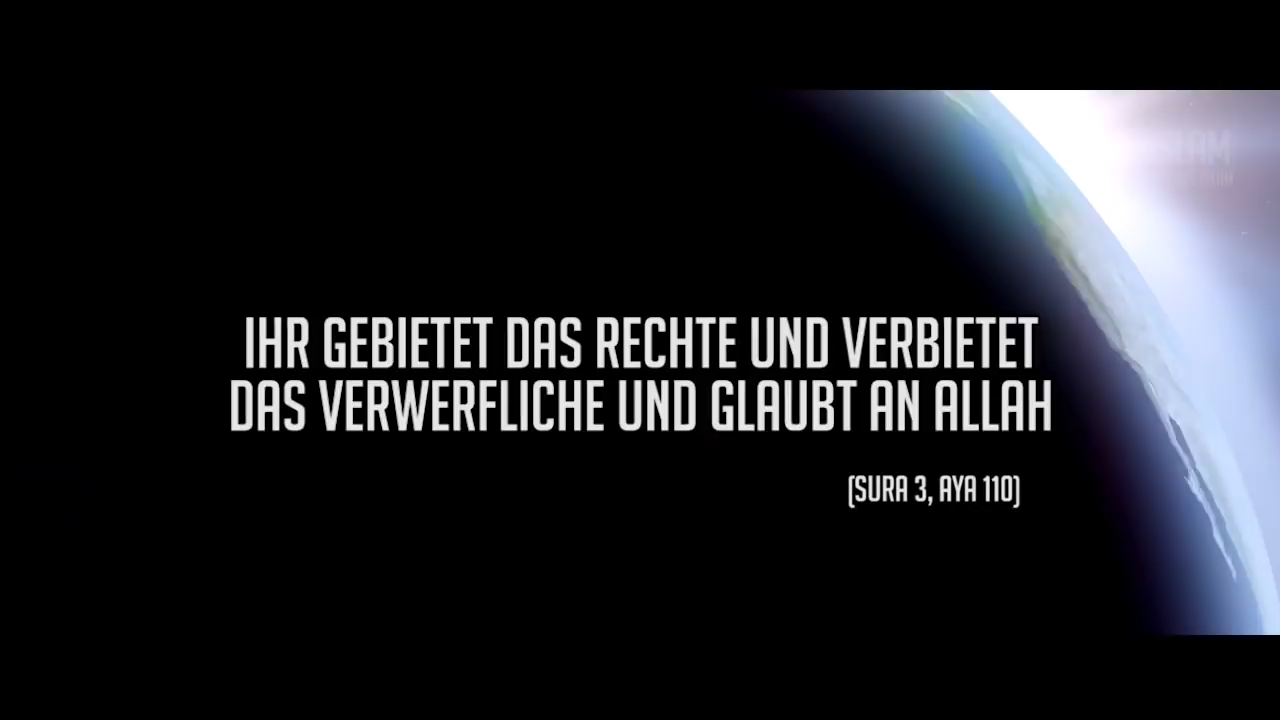 IHR GEBIETET DAS RECHTE UND VERBIETET
DAS VERWERFLICHE UND GLAUBT AN ALLAH
(SURA 3, AYA 110)